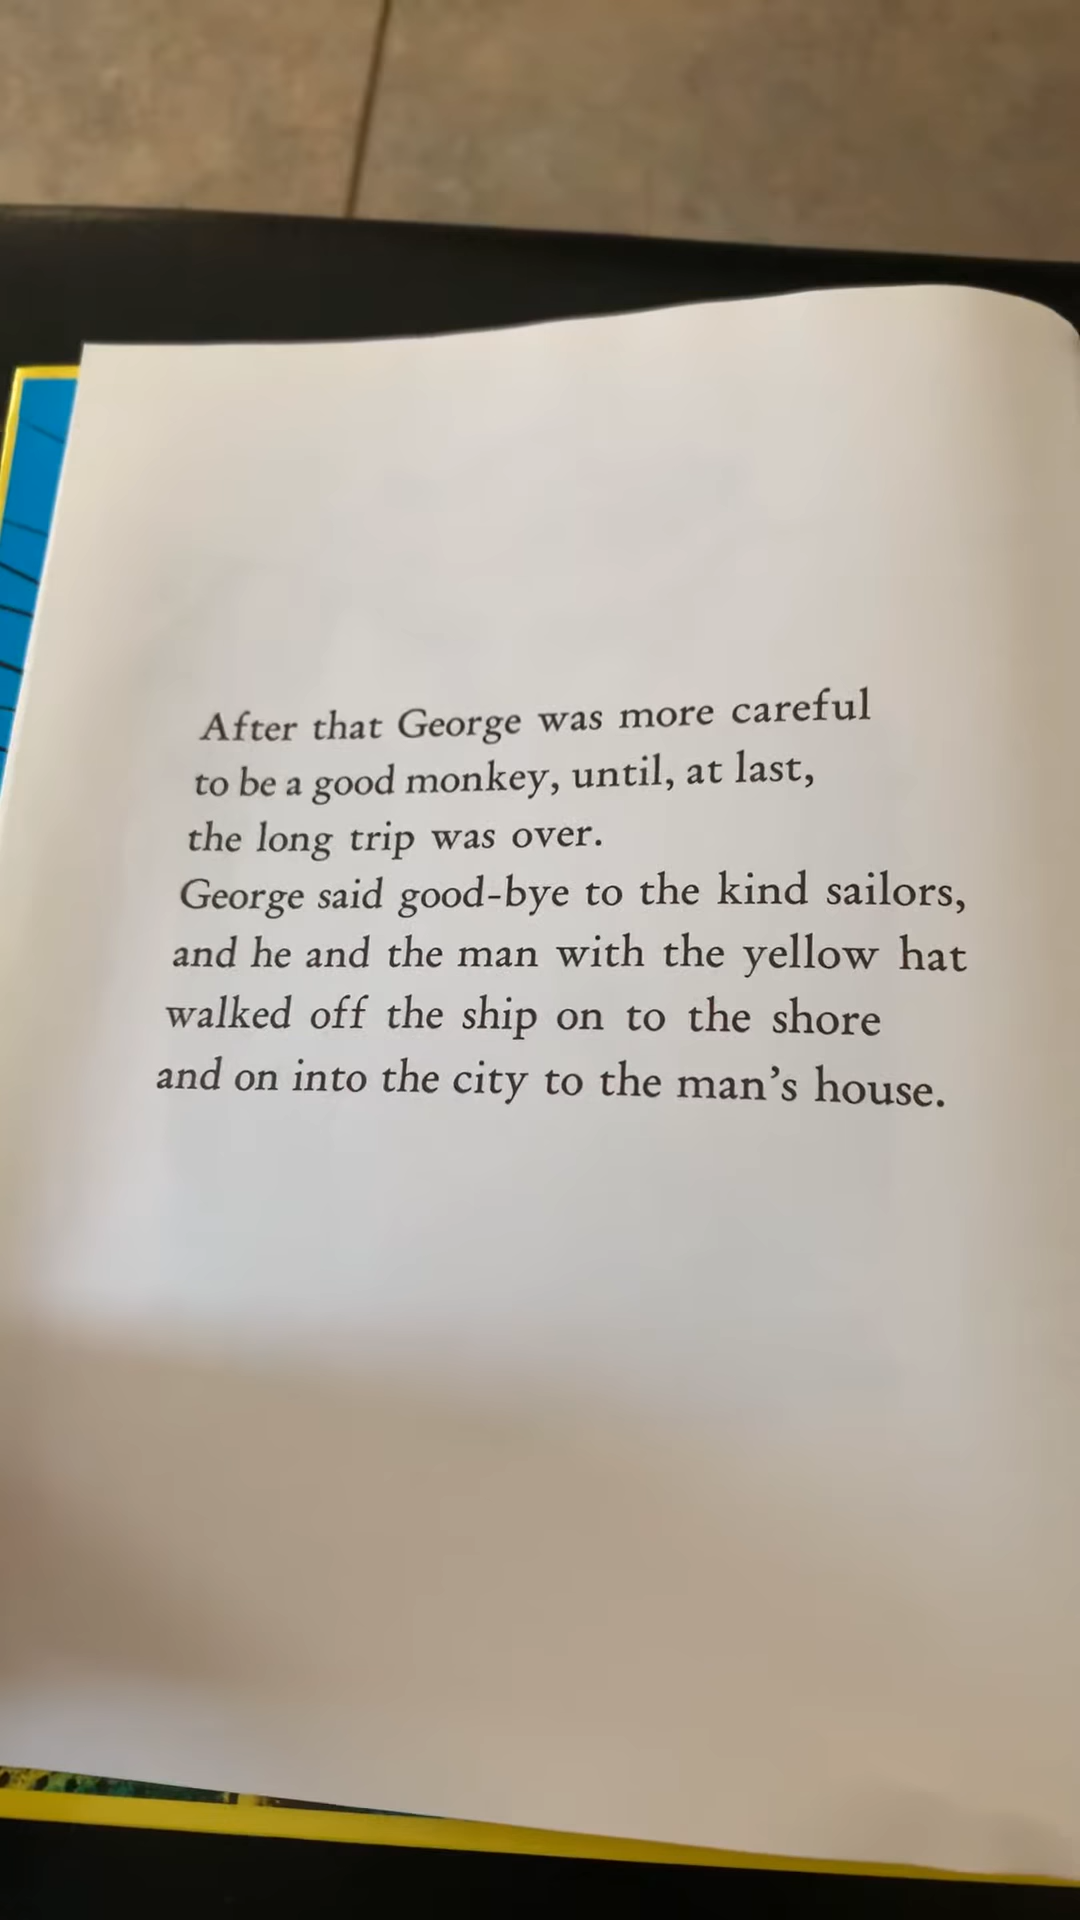 After that George was more careful
to be a good monkey, until, at last,
the long trip was over.
George said good-bye to the kind sailors,
and he and the man with the yellow hat
walked off the ship on to the shore
and on into the city to the man’s house.